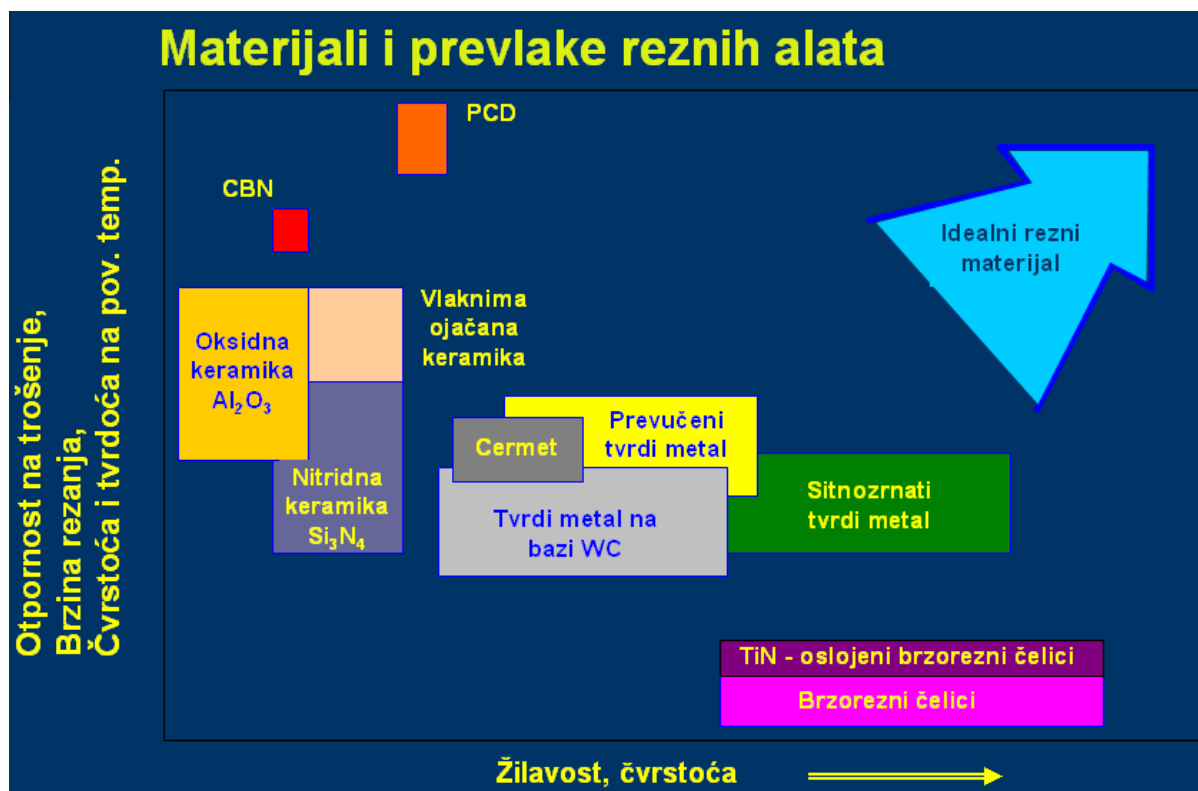 Materijali i prevlake reznih alata
Otpornost na trošenje,
Brzina rezanja,
Čvrstoća i tvrdoća na pov. temp.
PCD
CBN
Idealni rezni
materijal
Oksidna
keramika
Al₂O₃
Vlaknima
ojačana
keramika
Nitridna
keramika
Si₃N₄
Cermet
Prevučeni
tvrdi metal
Tvrdi metal na
bazi WC
Sitnozrnati
tvrdi metal
TiN - oslojeni brzorezni čelici
Brzorezni čelici
Žilavost, čvrstoća